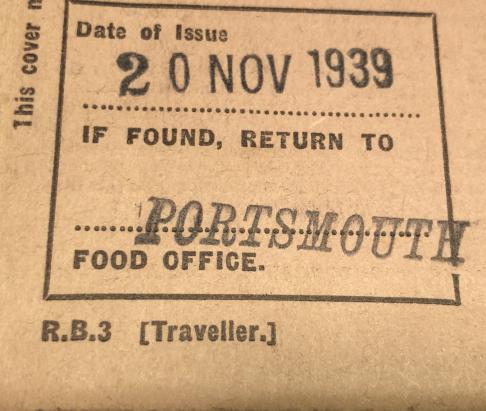 Date of Issue
20 NOV 1939
IF FOUND, RETURN TO
PORTSMOUTH
FOOD OFFICE.
R.B.3 [Traveller.]
This cover